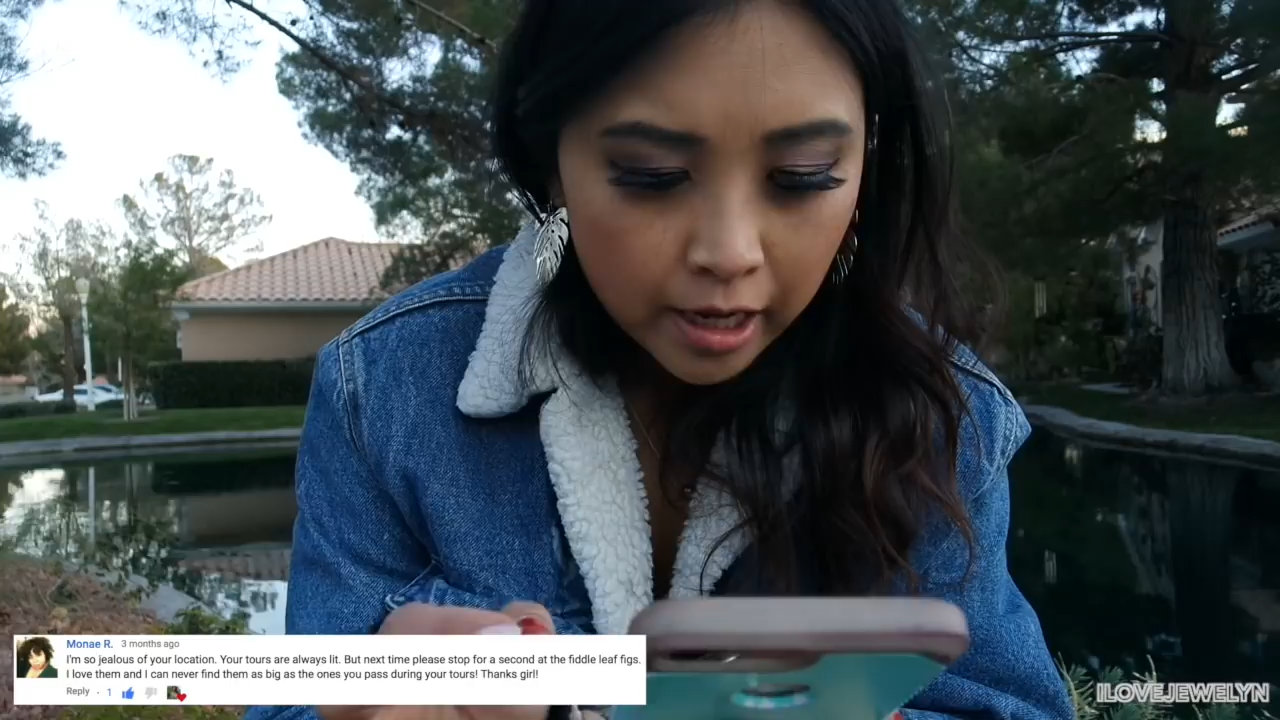 Monae R. 3 months ago
I'm so jealous of your location. Your tours are always lit. But next time please stop for a second at the fiddle leaf figs.
I love them and I can never find them as big as the ones you pass during your tours! Thanks girl!
Reply · 1
ILOVEJEWELYN